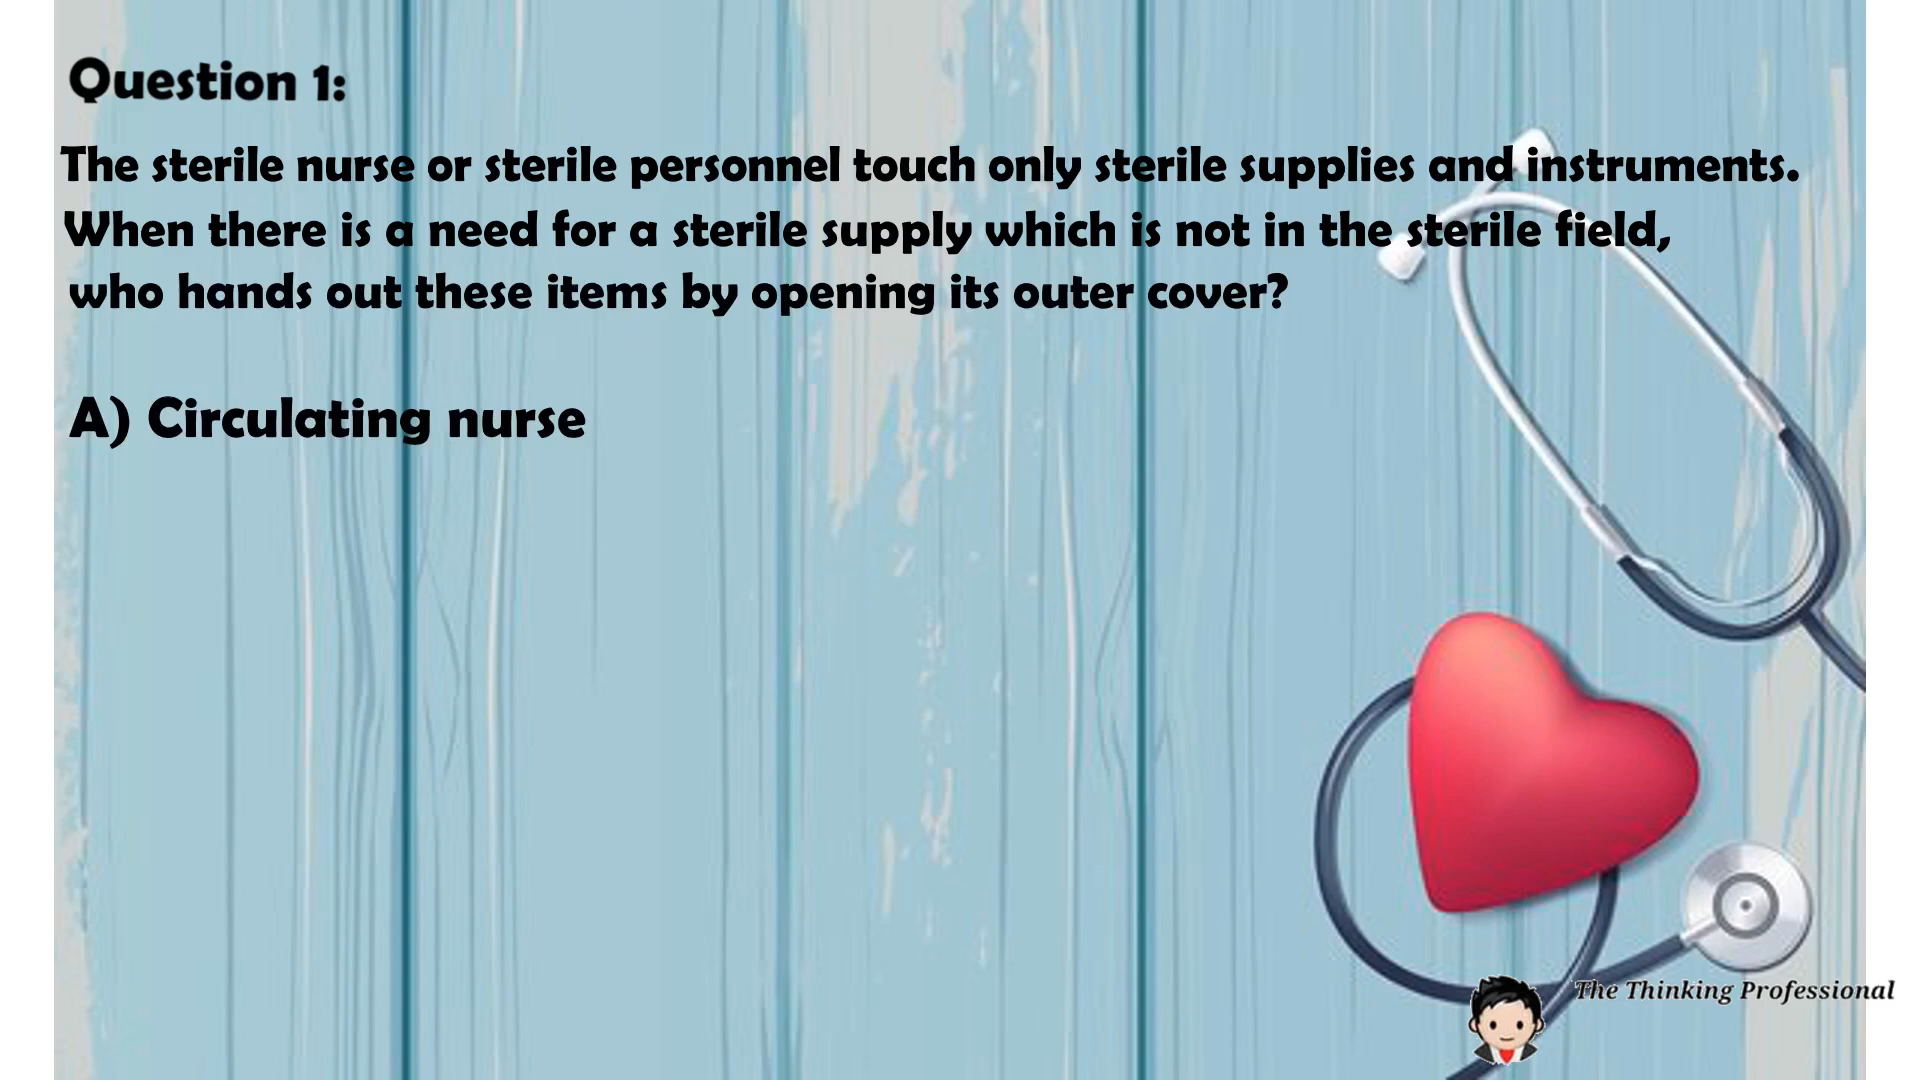 Question 1:
The sterile nurse or sterile personnel touch only sterile supplies and instruments.
When there is a need for a sterile supply which is not in the sterile field,
who hands out these items by opening its outer cover?
A) Circulating nurse
The Thinking Professional